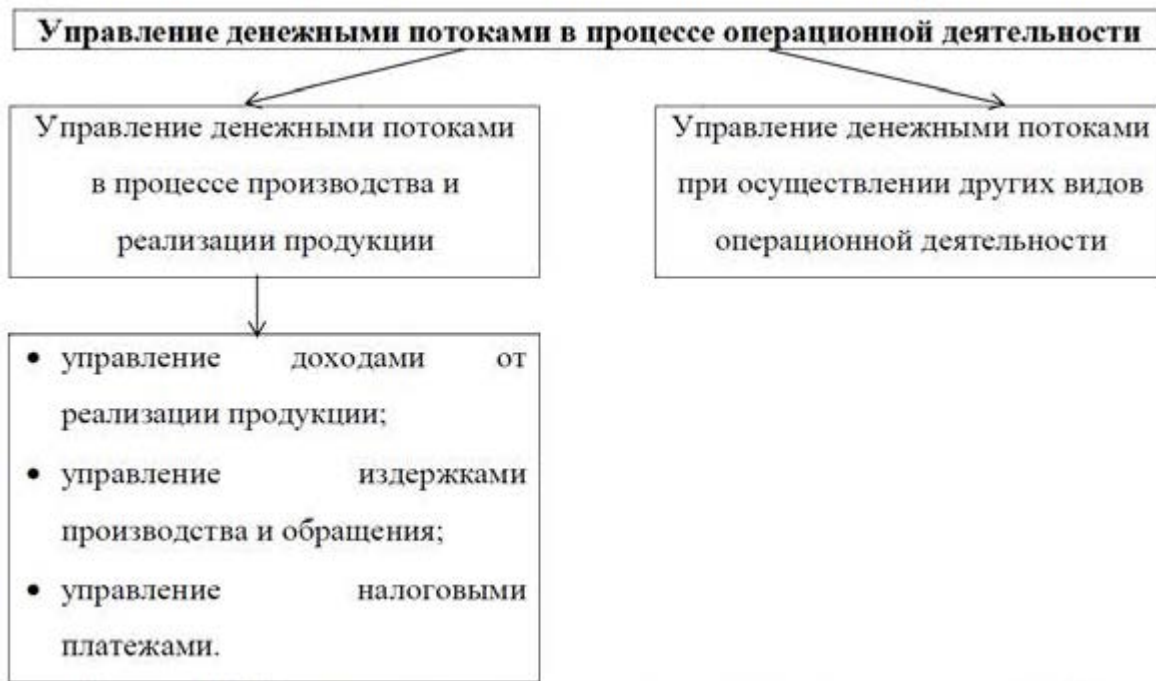 Управление денежными потоками в процессе операционной деятельности
Управление денежными потоками
в процессе производства и
реализации продукции
Управление денежными потоками
при осуществлении других видов
операционной деятельности
• управление доходами от
реализации продукции;
• управление издержками
производства и обращения;
• управление налоговыми
платежами.